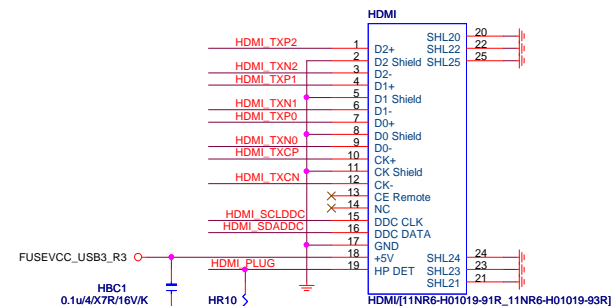 HDMI
HDMI_TXP2 1 D2+ SHL20 20
2 D2 Shield SHL22 22
HDMI_TXN2 3 D2- SHL25 25
HDMI_TXP1 4 D1+
5 D1 Shield
HDMI_TXN1 6 D1-
HDMI_TXP0 7 D0+
8 D0 Shield
HDMI_TXN0 9 D0-
HDMI_TXCP 10 CK+
11 CK Shield
HDMI_TXCN 12 CK-
13 CE Remote
14 NC
HDMI_SCLDDC 15 DDC CLK
HDMI_SDADDC 16 DDC DATA
17 GND
FUSEVCC_USB3_R3 18 +5V SHL24 24
HDMI_PLUG 19 HP DET SHL23 23
SHL21 21
HBC1
0.1u/4/X7R/16V/K HR10 HDMI/[11NR6-H01019-91R_11NR6-H01019-93R]